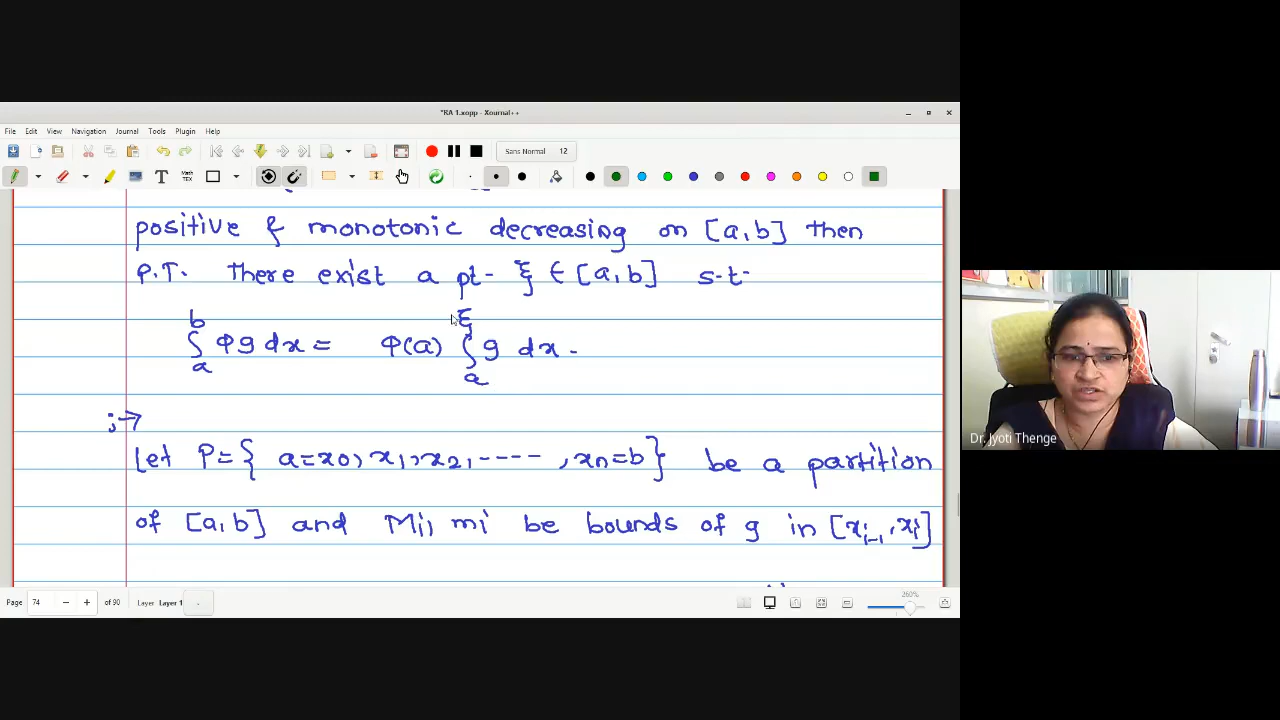 *RA 1.xopp - Xournal++
File Edit View Navigation Journal Tools Plugin Help
Sans Normal 12
positive & monotonic decreasing on [a,b] then
P.T. There exist a pt- ξ ∈ [a,b] s-t-
∫_a^b φg dx = φ(a) ∫_a^ξ g dx -
;→
Let P={ a=x0, x1, x2, ---- , xn=b} be a partition
of [a,b] and Mi, mi be bounds of g in [x_{i-1}, xi]
Page 74 of 90 Layer Layer 1 260%
Dr. Jyoti Thenge